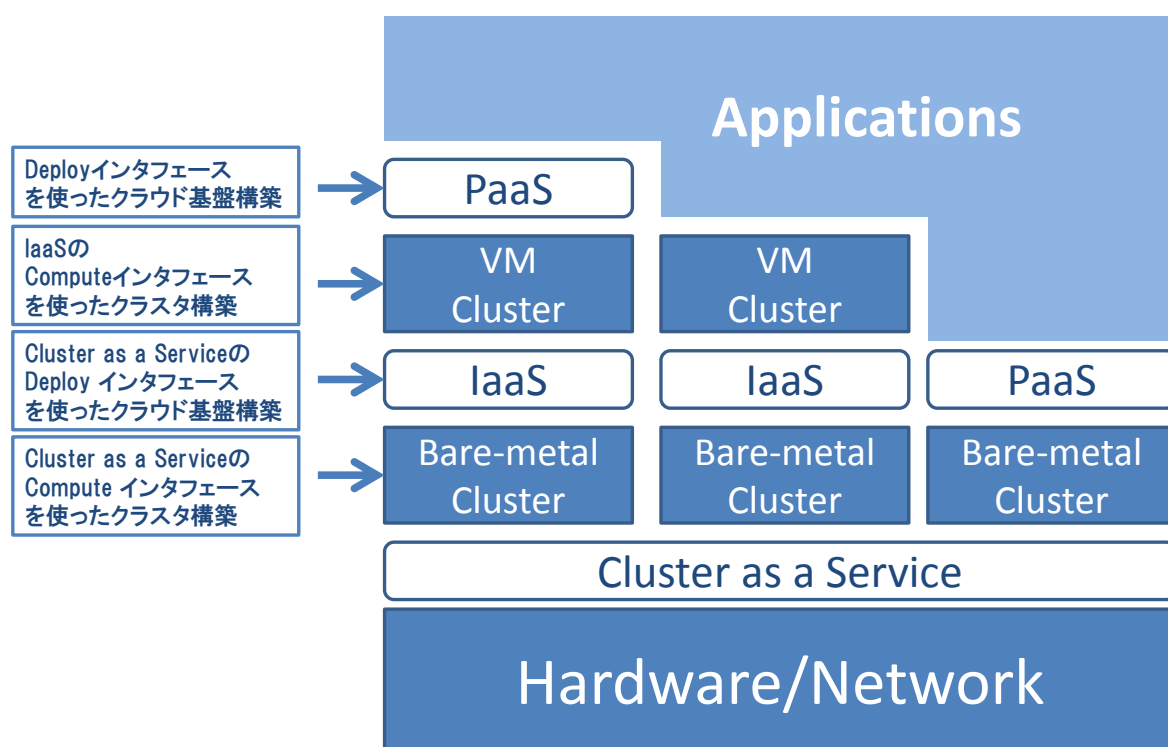 Applications
Deployインタフェース
を使ったクラウド基盤構築
PaaS
IaaSの
Computeインタフェース
を使ったクラスタ構築
VM
Cluster
VM
Cluster
Cluster as a Serviceの
Deploy インタフェース
を使ったクラウド基盤構築
IaaS
IaaS
PaaS
Cluster as a Serviceの
Compute インタフェース
を使ったクラスタ構築
Bare-metal
Cluster
Bare-metal
Cluster
Bare-metal
Cluster
Cluster as a Service
Hardware/Network